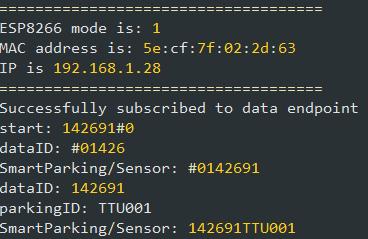 ====================================
ESP8266 mode is: 1
MAC address is: 5e:cf:7f:02:2d:63
IP is 192.168.1.28
====================================
Successfully subscribed to data endpoint
start: 142691#0
dataID: #01426
SmartParking/Sensor: #0142691
dataID: 142691
parkingID: TTU001
SmartParking/Sensor: 142691TTU001